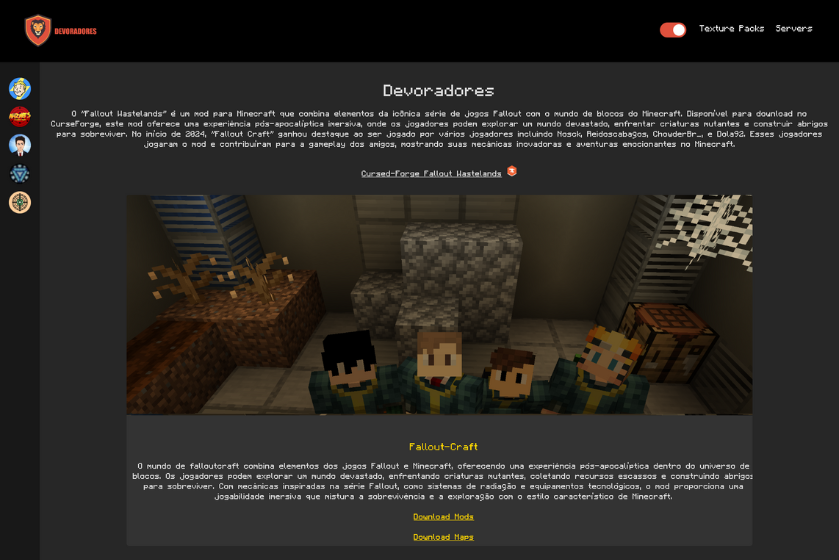 DEVORADORES
Texture Packs Servers
Devoradores
O "Fallout Wastelands" é um mod para Minecraft que combina elementos da icônica série de jogos Fallout com o mundo de blocos do Minecraft. Disponível para download no
CurseForge, este mod oferece uma experiência pós-apocalíptica imersiva, onde os jogadores podem explorar um mundo devastado, enfrentar criaturas mutantes e construir abrigos
para sobreviver. No início de 2024, "Fallout Craft" ganhou destaque ao ser jogado por vários jogadores incluindo Mosok, Reidoscabagos, ChowderBr_, e Dola92. Esses jogadores
jogaram o mod e contribuíram para a gameplay dos amigos, mostrando suas mecânicas inovadoras e aventuras emocionantes no Minecraft.
Cursed-Forge Fallout Wastelands
Fallout-Craft
O mundo de falloutcraft combina elementos dos jogos Fallout e Minecraft, oferecendo uma experiência pós-apocalíptica dentro do universo de
blocos. Os jogadores podem explorar um mundo devastado, enfrentando criaturas mutantes, coletando recursos escassos e construindo abrigos
para sobreviver. Com mecânicas inspiradas na série Fallout, como sistemas de radiação e equipamentos tecnológicos, o mod proporciona uma
jogabilidade imersiva que mistura a sobrevivência e a exploração com o estilo característico de Minecraft.
Download Mods
Download Maps